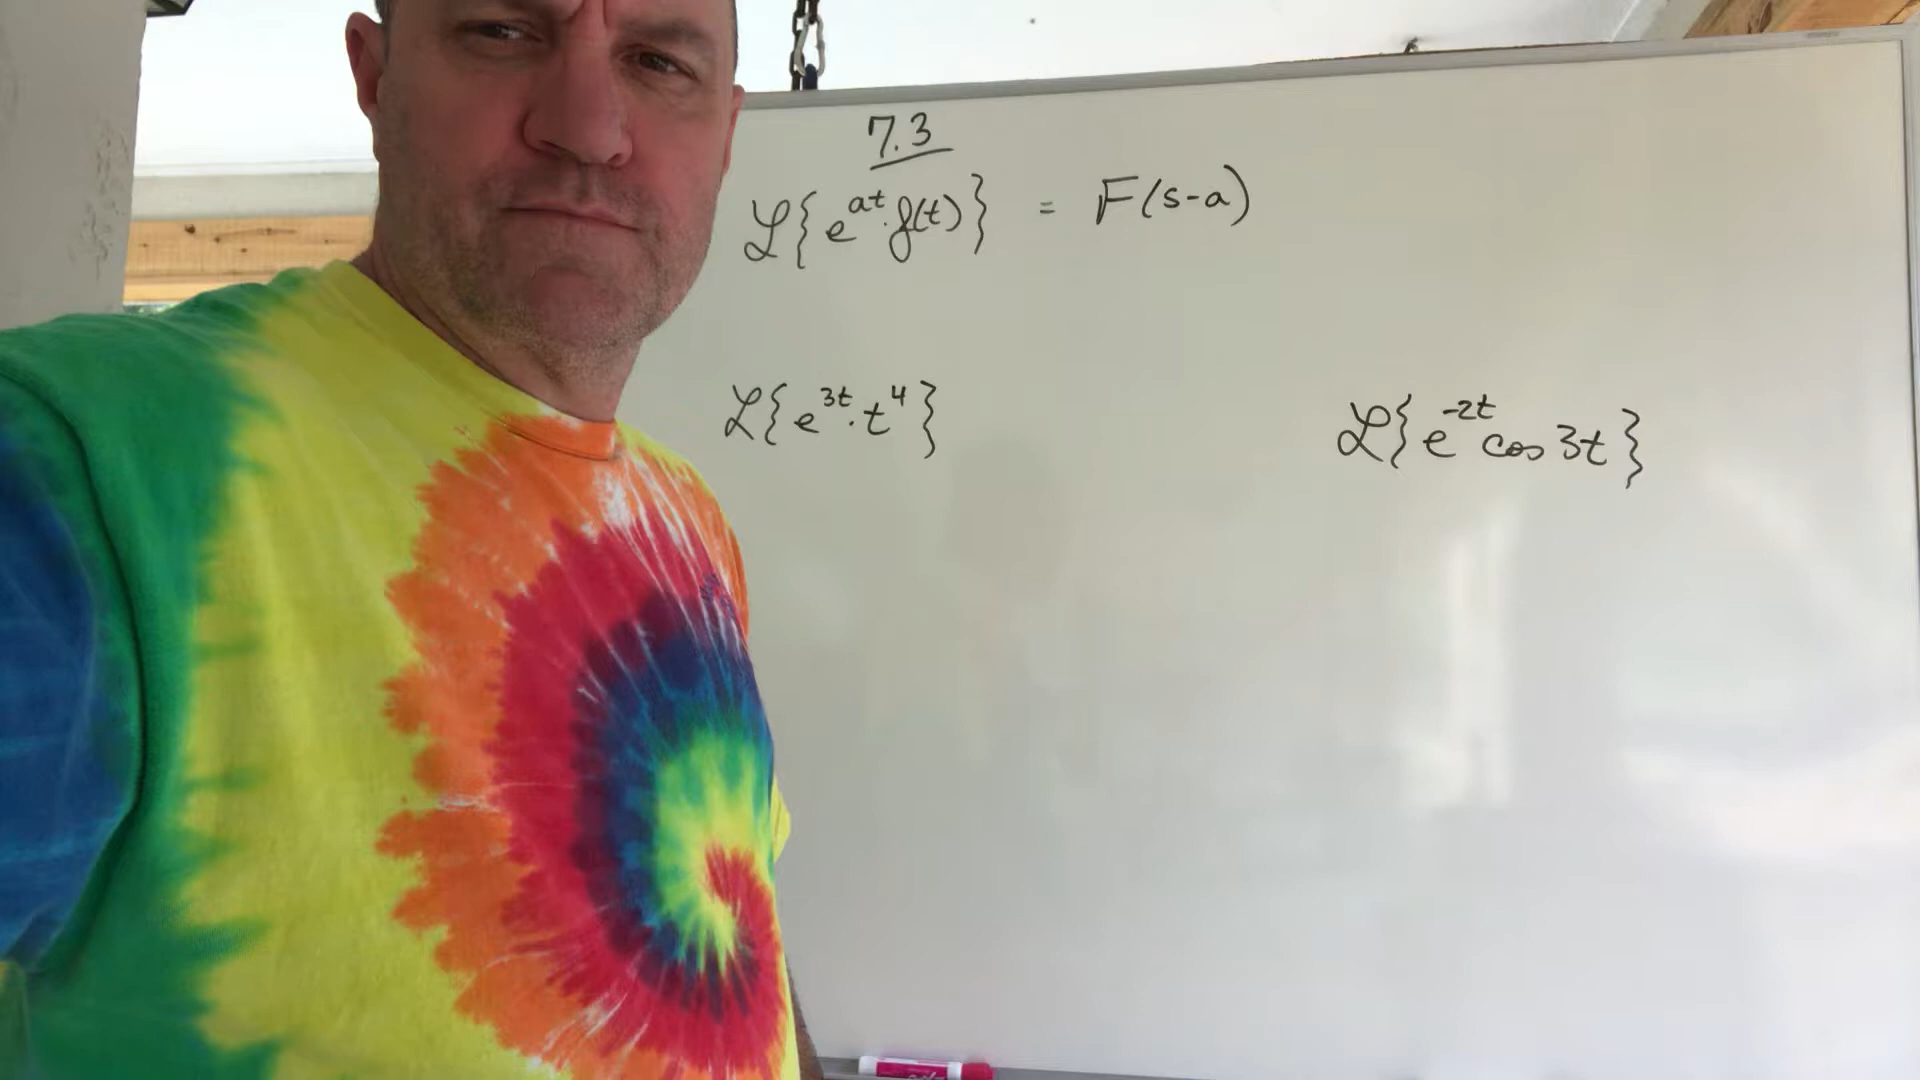 7.3
ℒ{e^{at}·f(t)} = F(s-a)
ℒ{e^{3t}·t^4}
ℒ{e^{-2t} cos 3t}